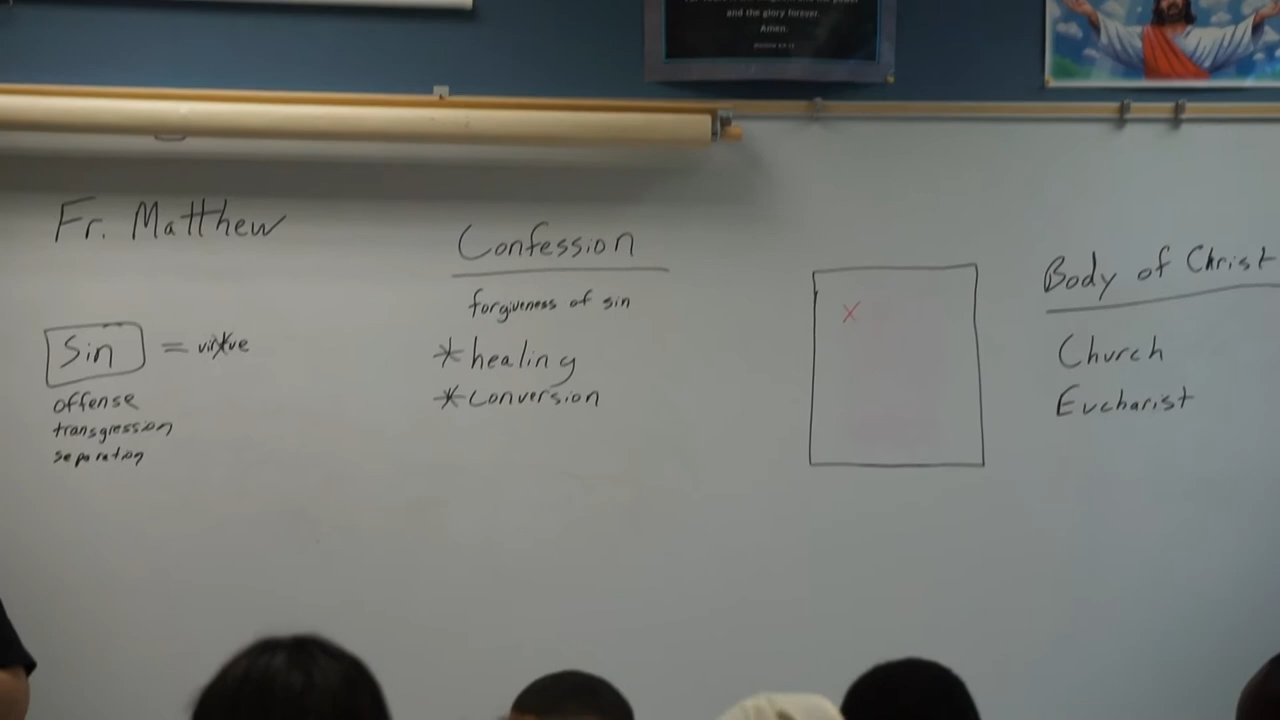 and the glory forever.
Amen.
Fr. Matthew
Sin = virtue
offense
transgression
separation
Confession
forgiveness of sin
*healing
*conversion
X
Body of Christ
Church
Eucharist